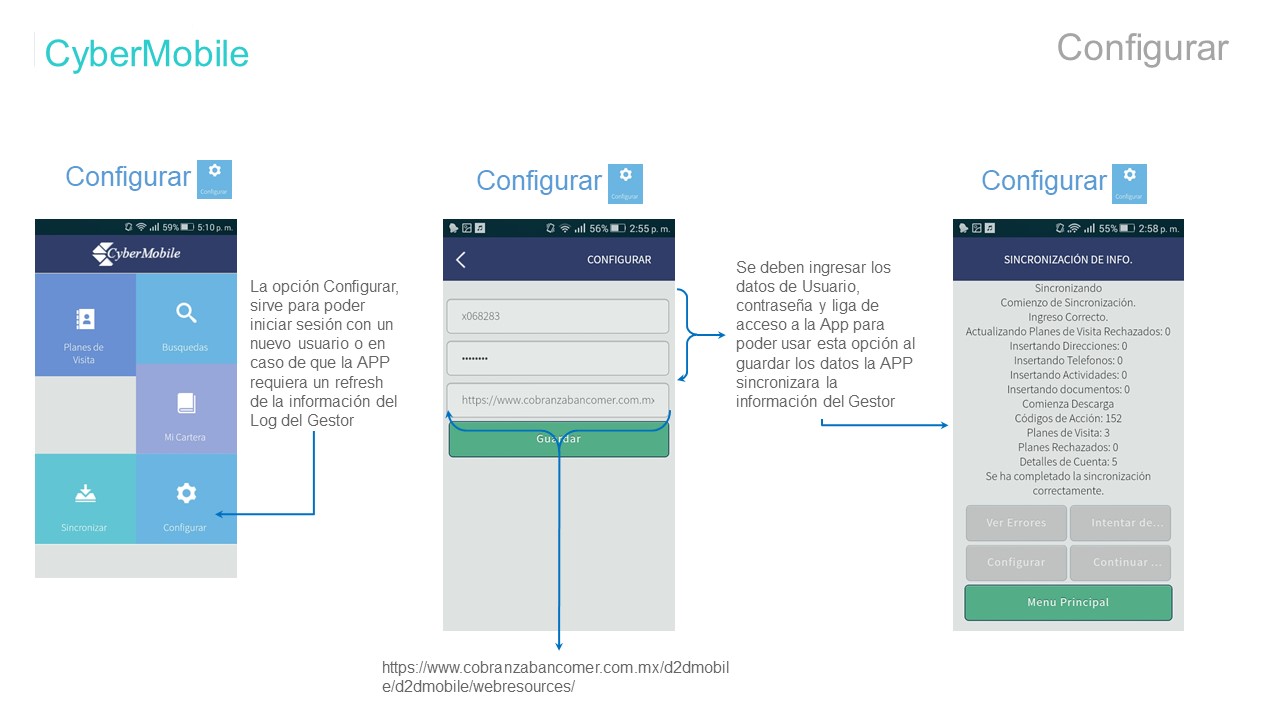 CyberMobile
Configurar
Configurar
Configurar
59% 5:10 p. m.
CyberMobile
Planes de
Visita
Busquedas
Mi Cartera
Sincronizar
Configurar
La opción Configurar,
sirve para poder
iniciar sesión con un
nuevo usuario o en
caso de que la APP
requiera un refresh
de la información del
Log del Gestor
Configurar
Configurar
56% 2:55 p. m.
CONFIGURAR
x068283
••••••••
https://www.cobranzabancomer.com.mx
Guardar
https://www.cobranzabancomer.com.mx/d2dmobil
e/d2dmobile/webresources/
Se deben ingresar los
datos de Usuario,
contraseña y liga de
acceso a la App para
poder usar esta opción al
guardar los datos la APP
sincronizara la
información del Gestor
Configurar
Configurar
55% 2:58 p. m.
SINCRONIZACIÓN DE INFO.
Sincronizando
Comienzo de Sincronización.
Ingreso Correcto.
Actualizando Planes de Visita Rechazados: 0
Insertando Direcciones: 0
Insertando Telefonos: 0
Insertando Actividades: 0
Insertando documentos: 0
Comienza Descarga
Códigos de Acción: 152
Planes de Visita: 3
Planes Rechazados: 0
Detalles de Cuenta: 5
Se ha completado la sincronización
correctamente.
Ver Errores
Intentar de...
Configurar
Continuar ...
Menu Principal